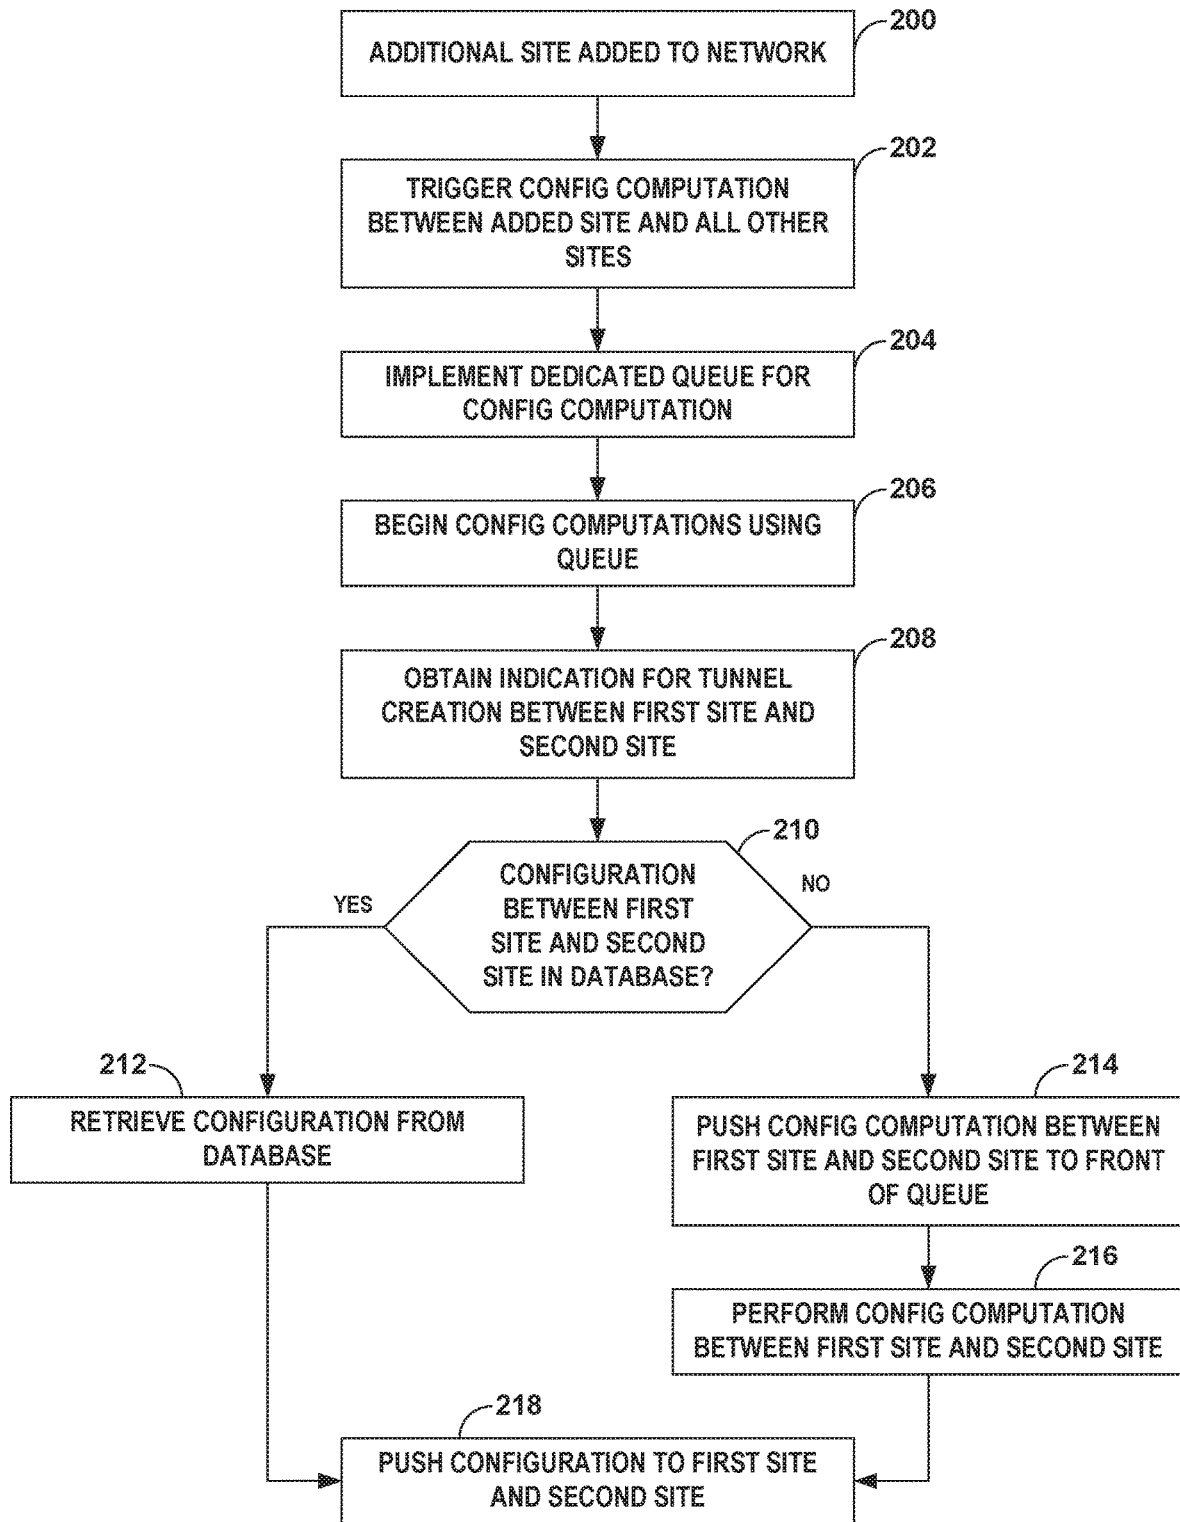 200
ADDITIONAL SITE ADDED TO NETWORK
202
TRIGGER CONFIG COMPUTATION
BETWEEN ADDED SITE AND ALL OTHER
SITES
204
IMPLEMENT DEDICATED QUEUE FOR
CONFIG COMPUTATION
206
BEGIN CONFIG COMPUTATIONS USING
QUEUE
208
OBTAIN INDICATION FOR TUNNEL
CREATION BETWEEN FIRST SITE AND
SECOND SITE
210
CONFIGURATION
BETWEEN FIRST
SITE AND SECOND
SITE IN DATABASE?
YES
NO
212
RETRIEVE CONFIGURATION FROM
DATABASE
214
PUSH CONFIG COMPUTATION BETWEEN
FIRST SITE AND SECOND SITE TO FRONT
OF QUEUE
216
PERFORM CONFIG COMPUTATION
BETWEEN FIRST SITE AND SECOND SITE
218
PUSH CONFIGURATION TO FIRST SITE
AND SECOND SITE